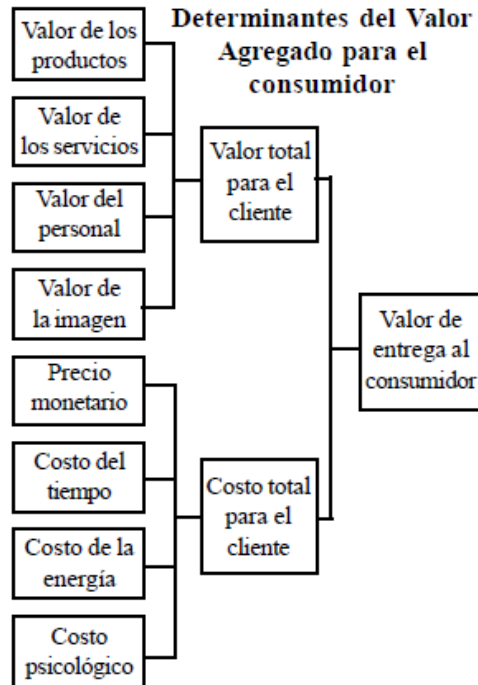 Determinantes del Valor
Agregado para el
consumidor
Valor de los
productos
Valor de
los servicios
Valor del
personal
Valor de
la imagen
Valor total
para el
cliente
Precio
monetario
Costo del
tiempo
Costo de la
energía
Costo
psicológico
Costo total
para el
cliente
Valor de
entrega al
consumidor